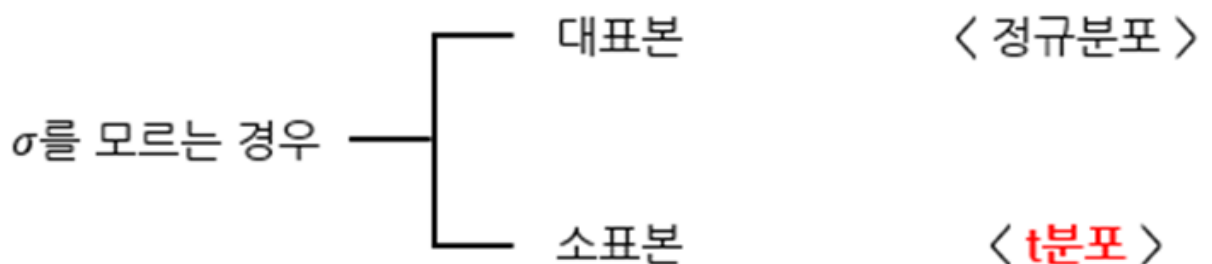 대표본 < 정규분포 >
σ를 모르는 경우
소표본 < t분포 >